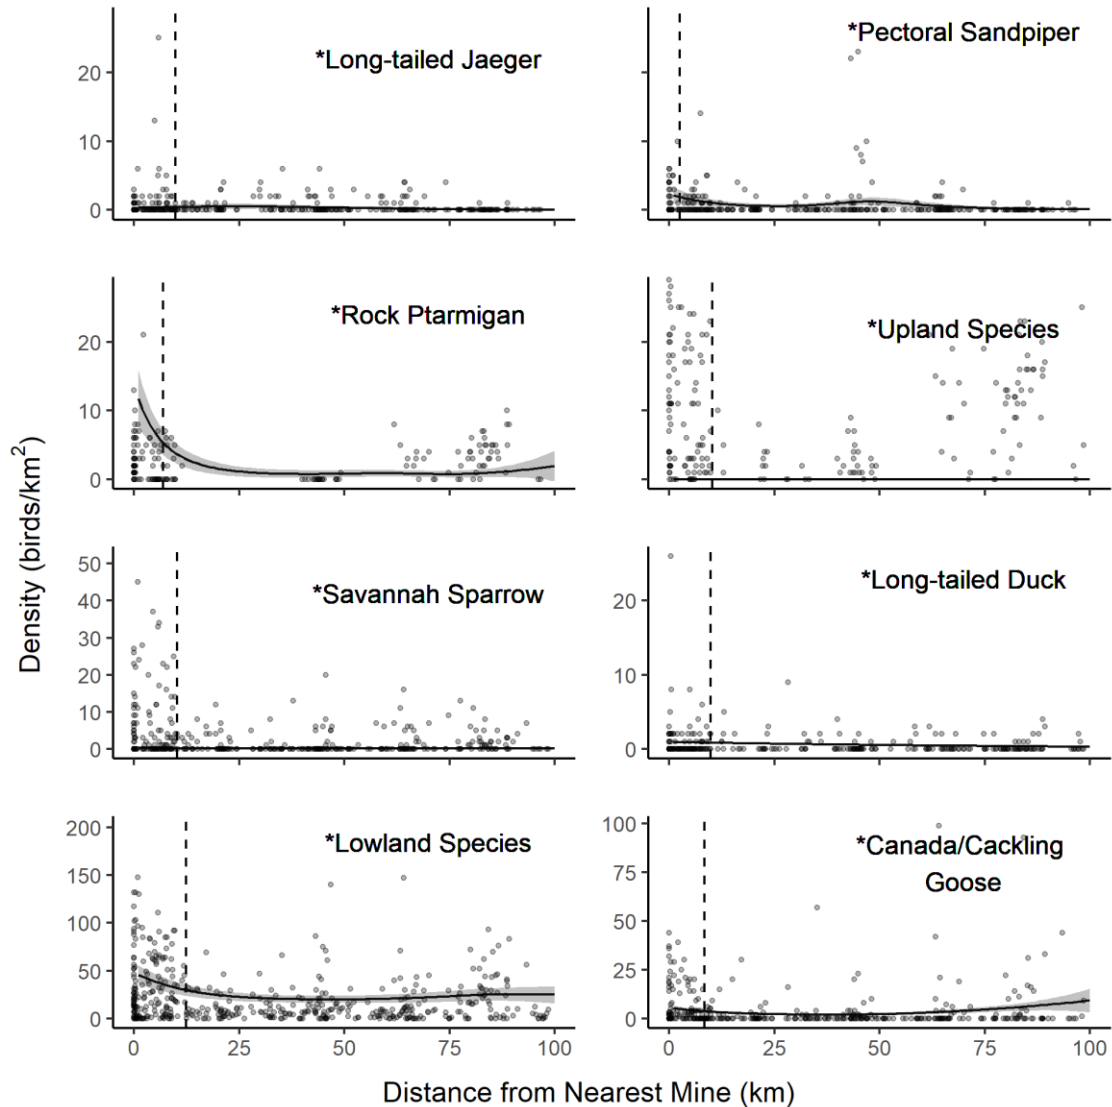 *Long-tailed Jaeger
20
10
0
*Pectoral Sandpiper
*Rock Ptarmigan
20
10
0
*Upland Species
*Savannah Sparrow
50
40
30
20
10
0
*Long-tailed Duck
20
10
0
*Lowland Species
200
150
100
50
0
0 25 50 75 100
*Canada/Cackling
Goose
100
75
50
25
0
0 25 50 75 100
Density (birds/km²)
Distance from Nearest Mine (km)